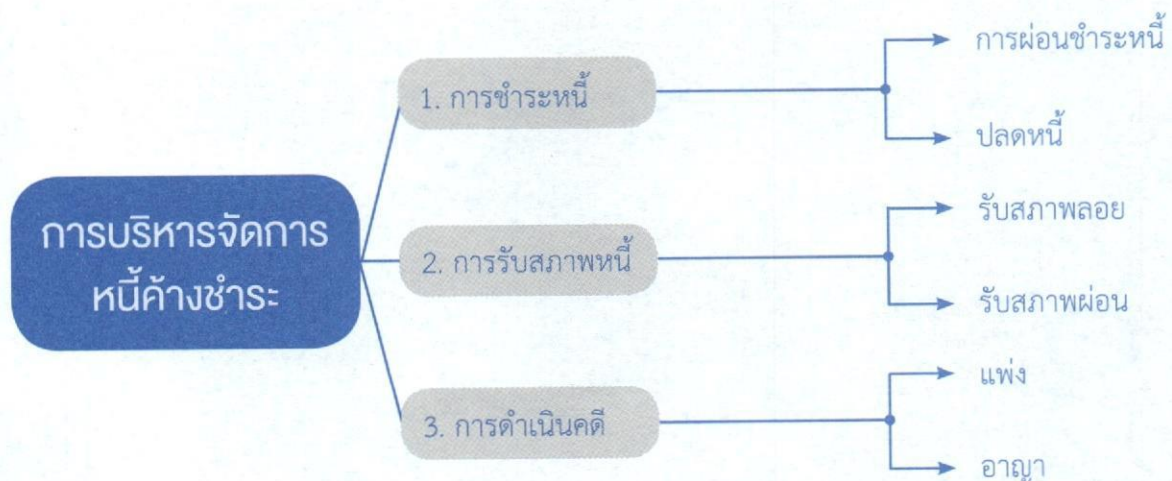 การบริหารจัดการ
หนี้ค้างชำระ
1. การชำระหนี้
การผ่อนชำระหนี้
ปลดหนี้
2. การรับสภาพหนี้
รับสภาพลอย
รับสภาพผ่อน
3. การดำเนินคดี
แพ่ง
อาญา